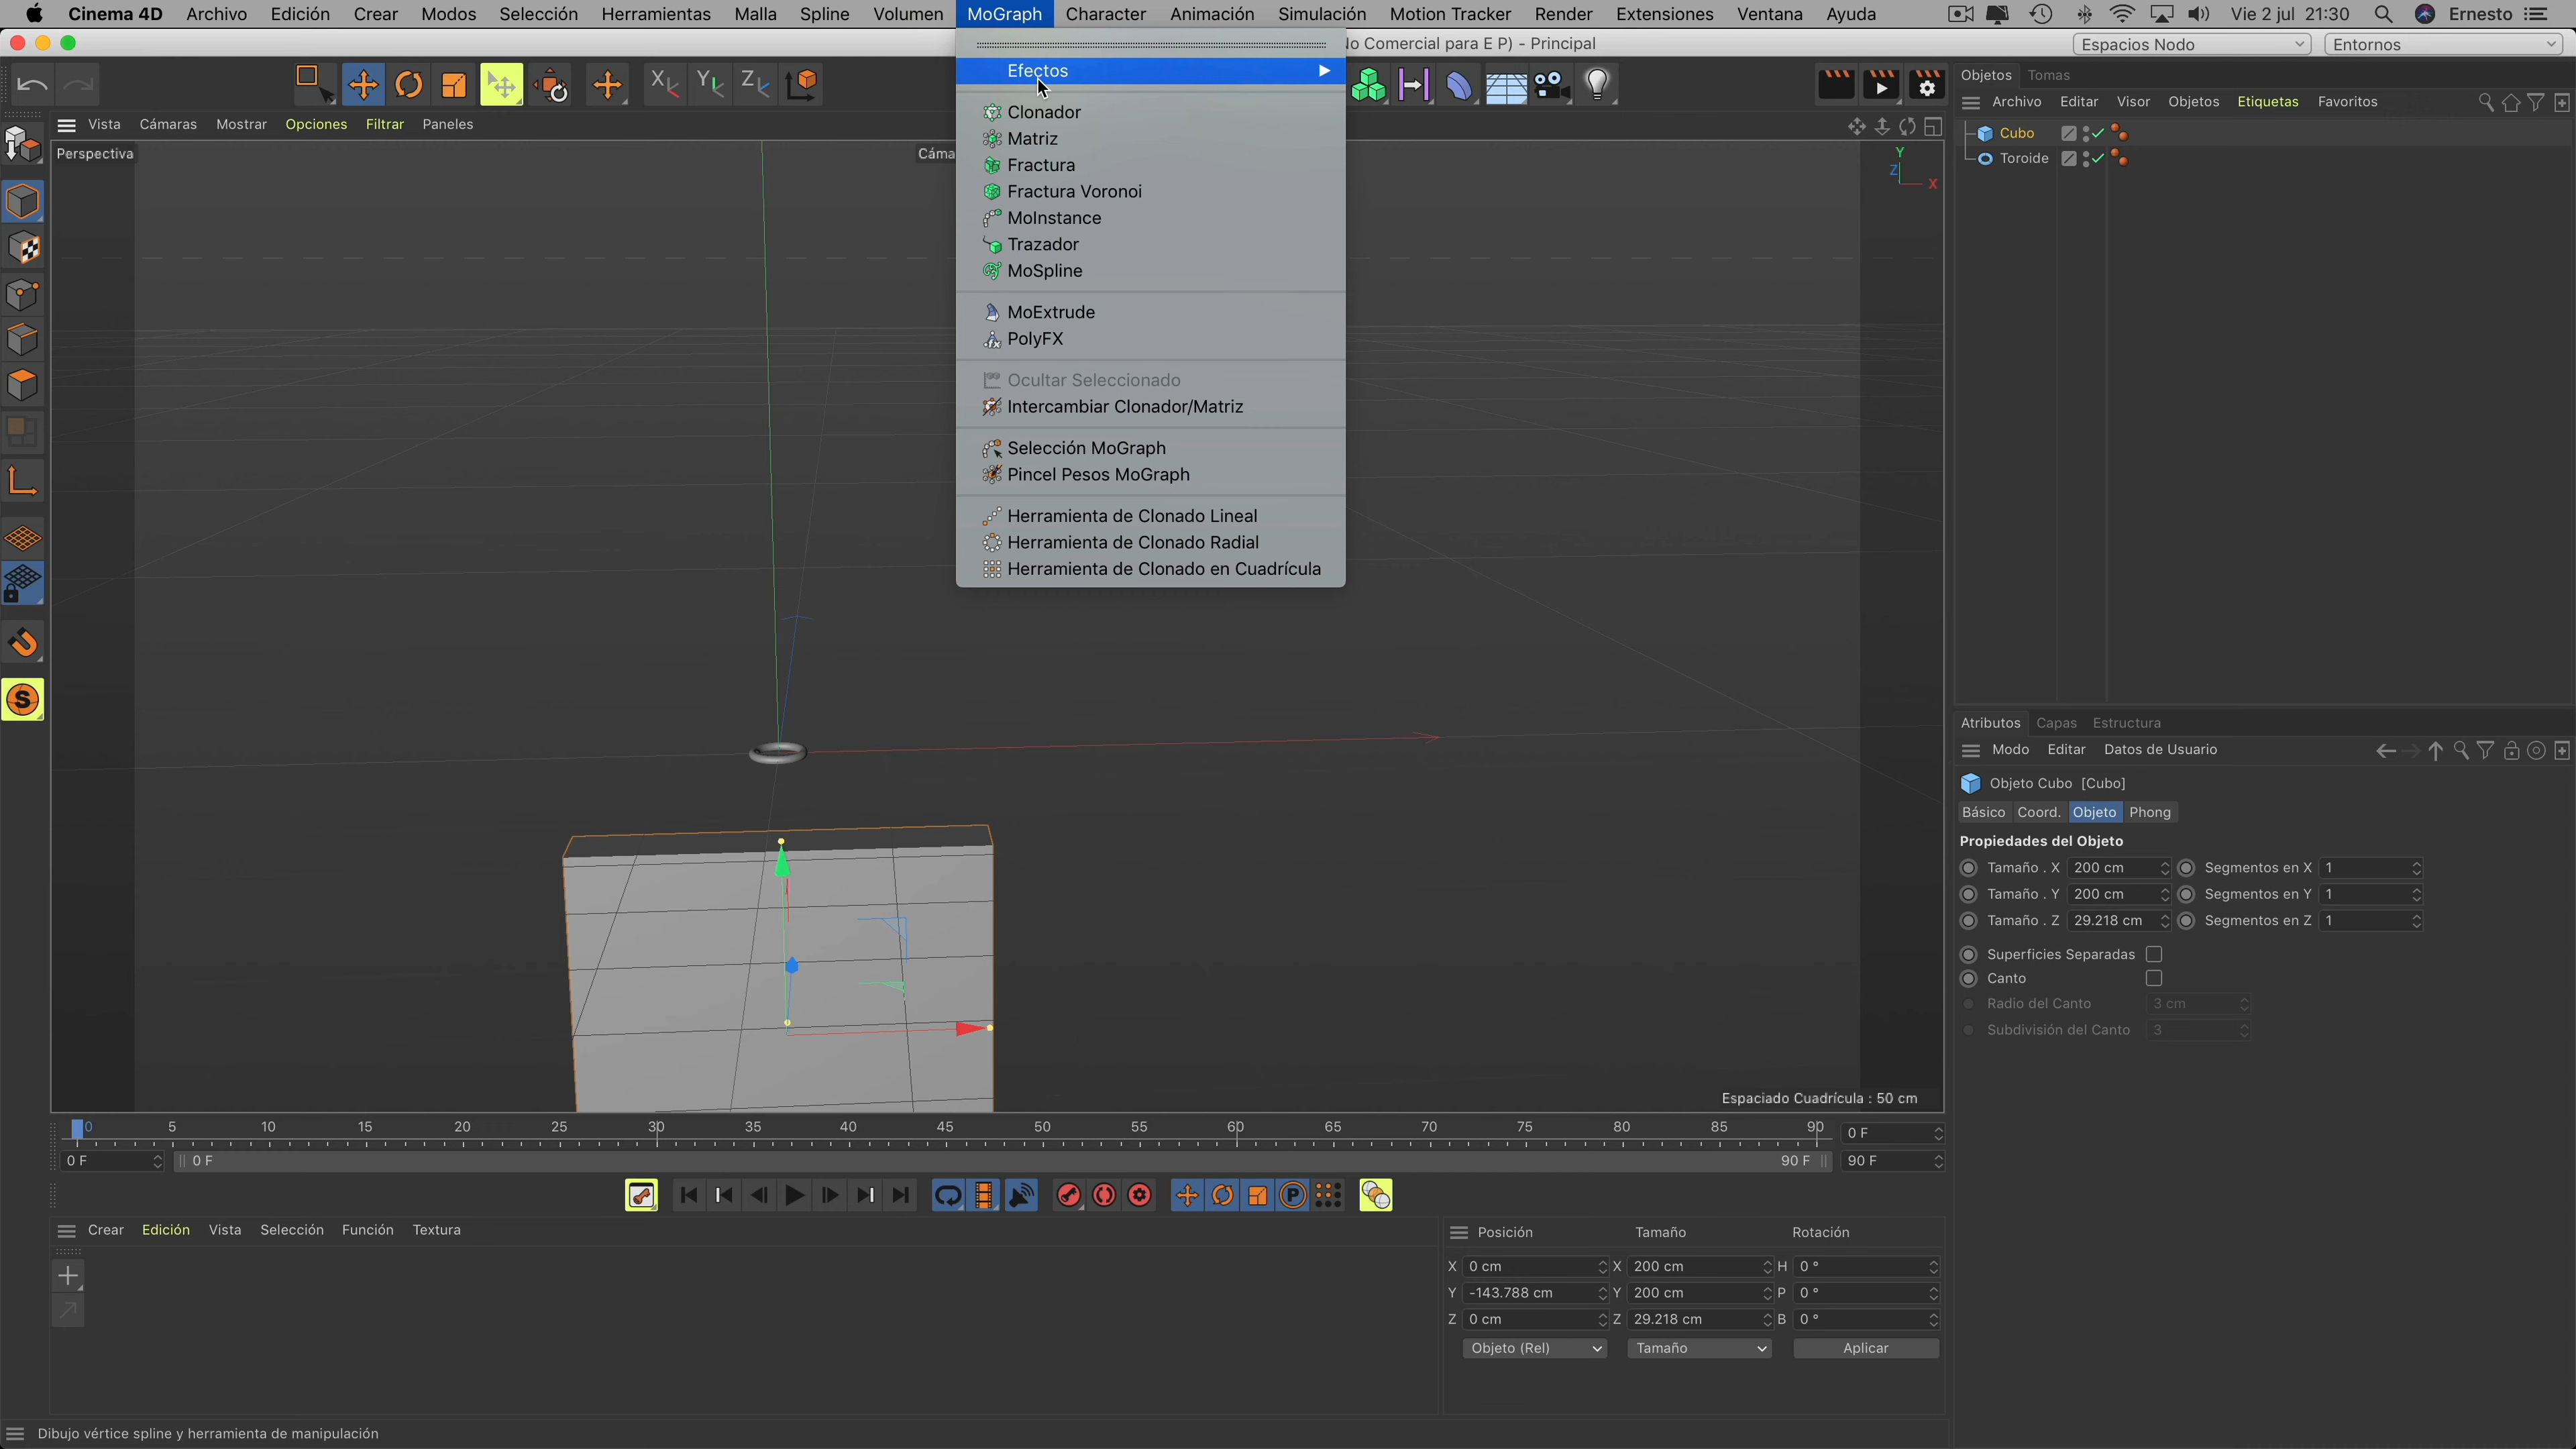 Cinema 4D Archivo Edición Crear Modos Selección Herramientas Malla Spline Volumen MoGraph Character Animación Simulación Motion Tracker Render Extensiones Ventana Ayuda Vie 2 jul 21:30 Ernesto
No Comercial para E P) - Principal Espacios Nodo Entornos
Efectos
Clonador
Matriz
Fractura
Fractura Voronoi
MoInstance
Trazador
MoSpline
MoExtrude
PolyFX
Ocultar Seleccionado
Intercambiar Clonador/Matriz
Selección MoGraph
Pincel Pesos MoGraph
Herramienta de Clonado Lineal
Herramienta de Clonado Radial
Herramienta de Clonado en Cuadrícula
X Y Z
Vista Cámaras Mostrar Opciones Filtrar Paneles
Perspectiva
Y
Z
X
S
Espaciado Cuadrícula : 50 cm
Objetos Tomas
Archivo Editar Visor Objetos Etiquetas Favoritos
Cubo
Toroide
Atributos Capas Estructura
Modo Editar Datos de Usuario
Objeto Cubo [Cubo]
Básico Coord. Objeto Phong
Propiedades del Objeto
Tamaño . X 200 cm Segmentos en X 1
Tamaño . Y 200 cm Segmentos en Y 1
Tamaño . Z 29.218 cm Segmentos en Z 1
Superficies Separadas
Canto
Radio del Canto 3 cm
Subdivisión del Canto 3
0 5 10 15 20 25 30 35 40 45 50 55 60 65 70 75 80 85 90 0 F
0 F 0 F 90 F 90 F
P
Crear Edición Vista Selección Función Textura
Posición Tamaño Rotación
X 0 cm X 200 cm H 0 °
Y -143.788 cm Y 200 cm P 0 °
Z 0 cm Z 29.218 cm B 0 °
Objeto (Rel) Tamaño Aplicar
Dibujo vértice spline y herramienta de manipulación